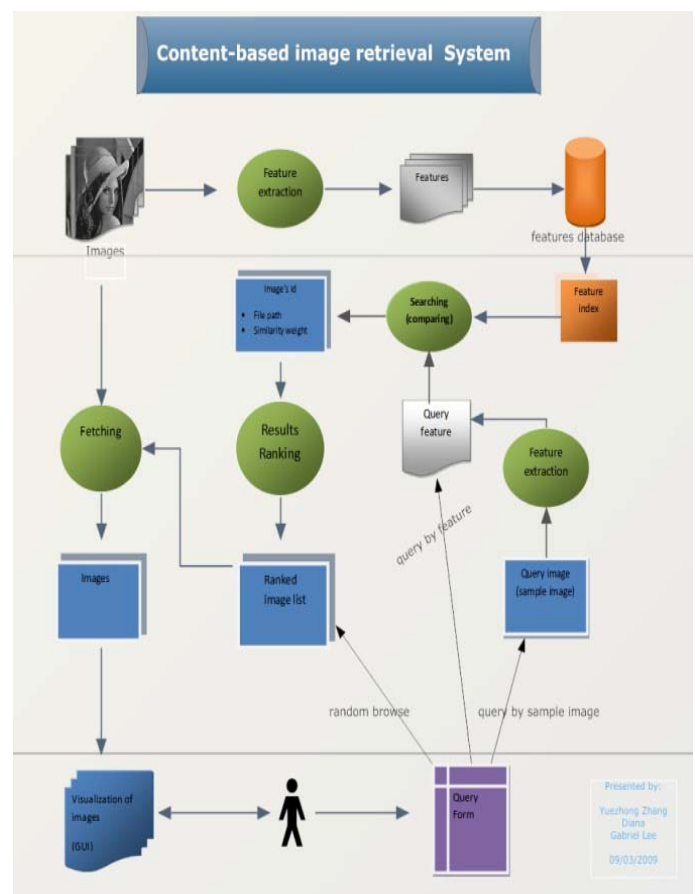 Content-based image retrieval System
Feature
extraction
Features
Images
features database
Image's id
• File path
• Similarity weight
Searching
(comparing)
Feature
index
Fetching
Results
Ranking
Query
feature
Feature
extraction
query by feature
Images
Ranked
image list
Query image
(sample image)
random browse
query by sample image
Visualization of
images
(GUI)
Query
Form
Presented by:
Yuezhong Zhang
Diana
Gabriel Lee
09/03/2009